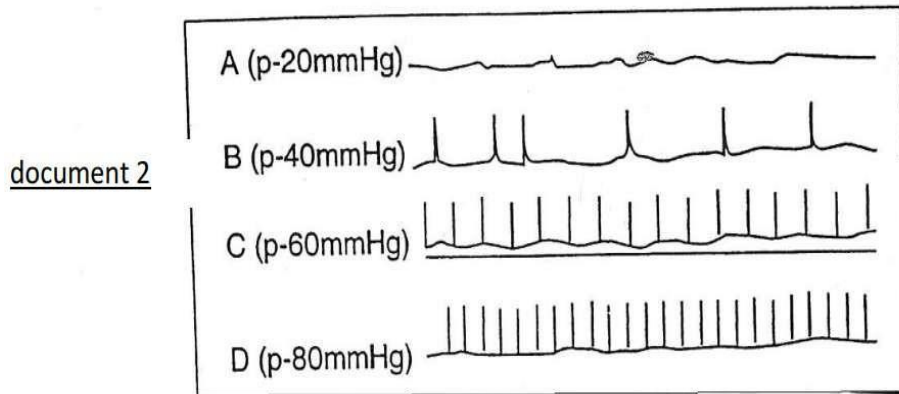 A (p-20mmHg)
B (p-40mmHg)
document 2
C (p-60mmHg)
D (p-80mmHg)